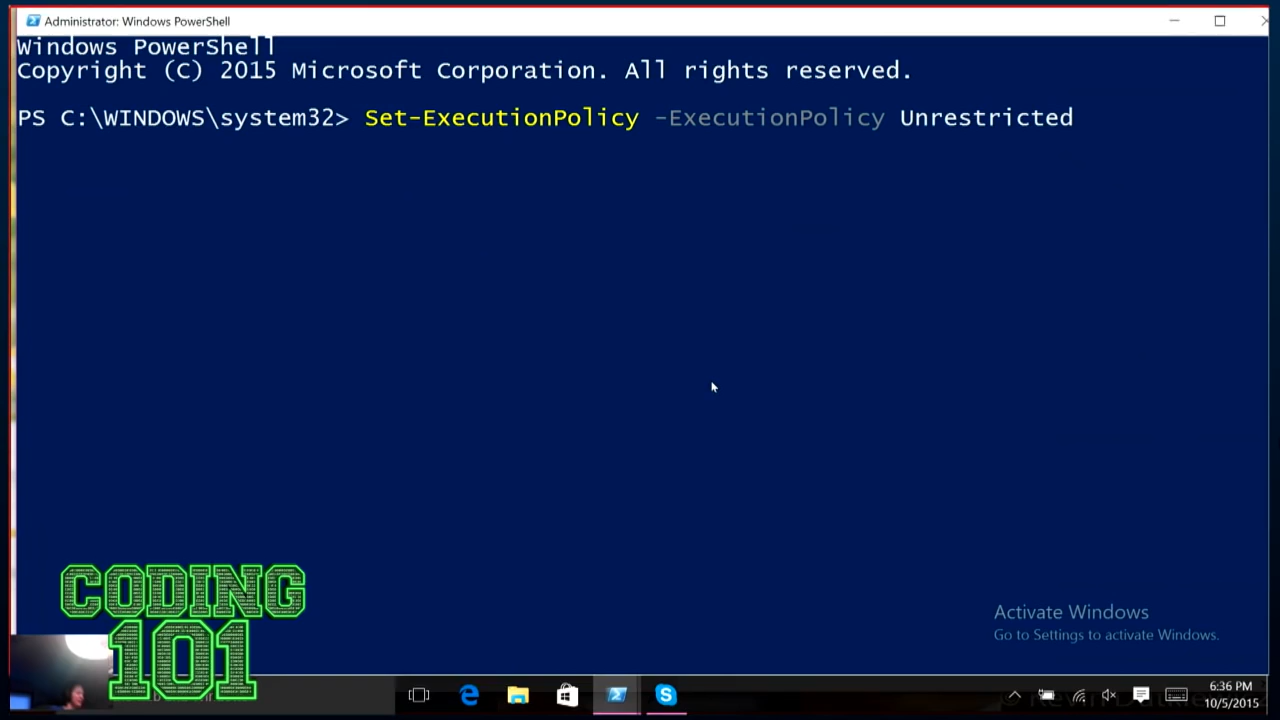 Administrator: Windows PowerShell
Windows PowerShell
Copyright (C) 2015 Microsoft Corporation. All rights reserved.
PS C:\WINDOWS\system32> Set-ExecutionPolicy -ExecutionPolicy Unrestricted
CODING
101
Activate Windows
Go to Settings to activate Windows.
6:36 PM
10/5/2015